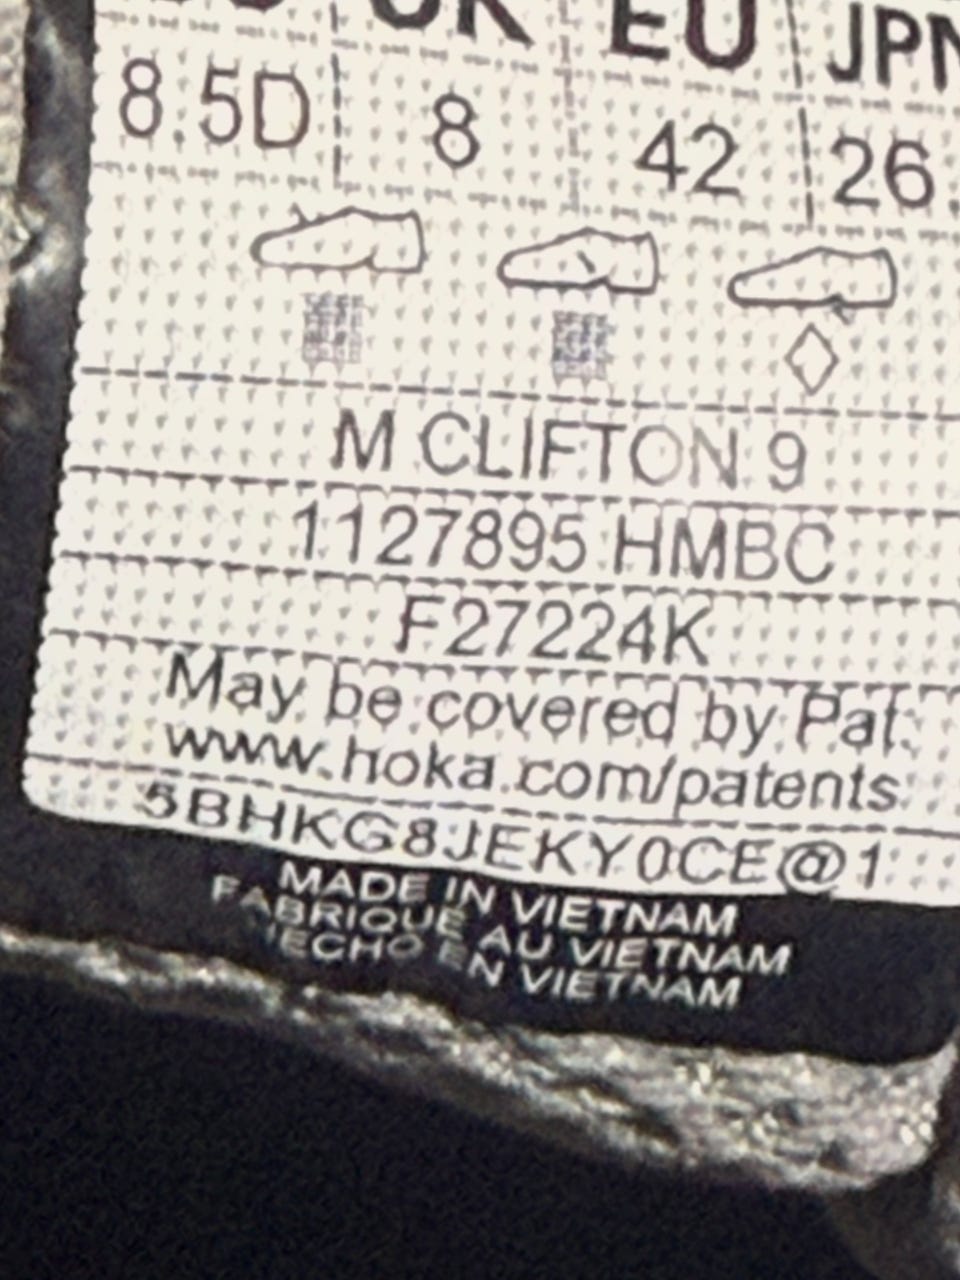 UK EU JPN
8.5D 8 42 26.
M CLIFTON 9
1127895 HMBC
F27224K
May be covered by Pat.
www.hoka.com/patents
5BHKG8JEKY0CE@1
MADE IN VIETNAM
FABRIQUE AU VIETNAM
HECHO EN VIETNAM